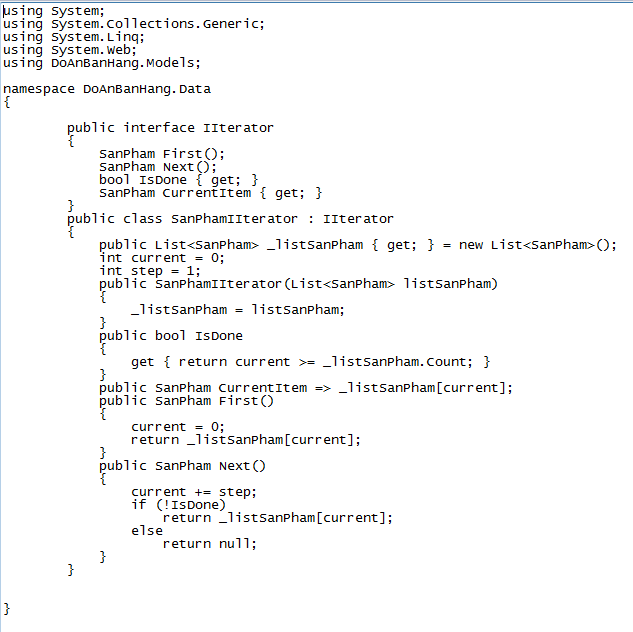 using System;
using System.Collections.Generic;
using System.Linq;
using System.Web;
using DoAnBanHang.Models;

namespace DoAnBanHang.Data
{

        public interface IIterator
        {
            SanPham First();
            SanPham Next();
            bool IsDone { get; }
            SanPham CurrentItem { get; }
        }
        public class SanPhamIIterator : IIterator
        {
            public List<SanPham> _listSanPham { get; } = new List<SanPham>();
            int current = 0;
            int step = 1;
            public SanPhamIIterator(List<SanPham> listSanPham)
            {
                _listSanPham = listSanPham;
            }
            public bool IsDone
            {
                get { return current >= _listSanPham.Count; }
            }
            public SanPham CurrentItem => _listSanPham[current];
            public SanPham First()
            {
                current = 0;
                return _listSanPham[current];
            }
            public SanPham Next()
            {
                current += step;
                if (!IsDone)
                    return _listSanPham[current];
                else
                    return null;
            }
        }


}